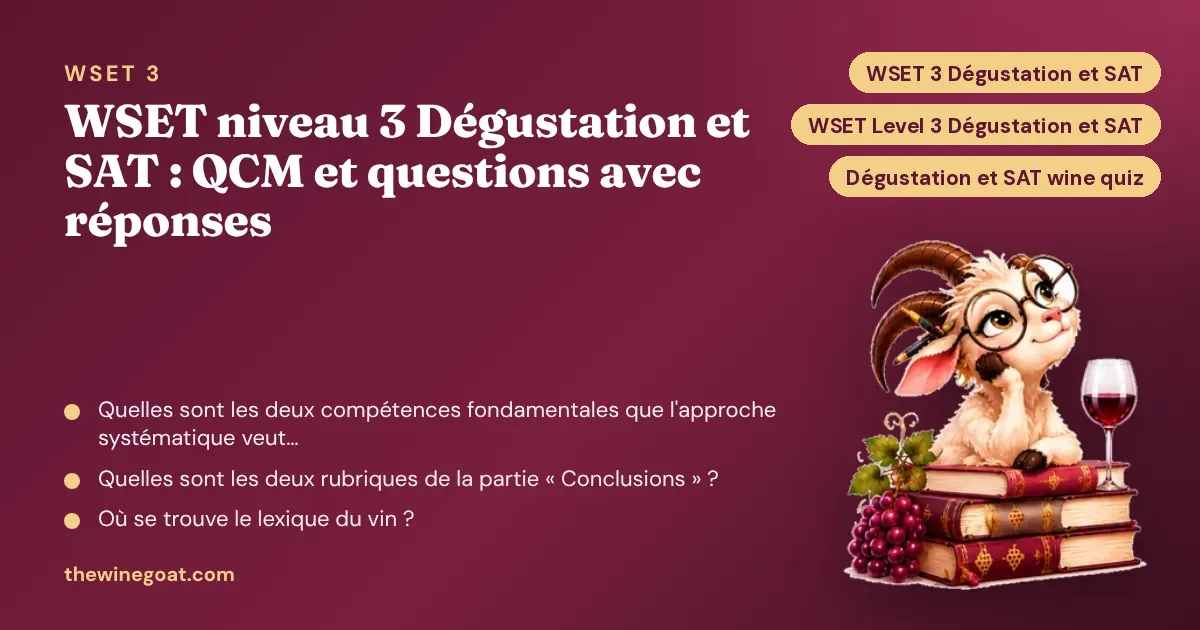 WSET 3
WSET niveau 3 Dégustation et
SAT : QCM et questions avec
réponses
WSET 3 Dégustation et SAT
WSET Level 3 Dégustation et SAT
Dégustation et SAT wine quiz
Quelles sont les deux compétences fondamentales que l'approche
systématique veut…
Quelles sont les deux rubriques de la partie « Conclusions » ?
Où se trouve le lexique du vin ?
thewinegoat.com